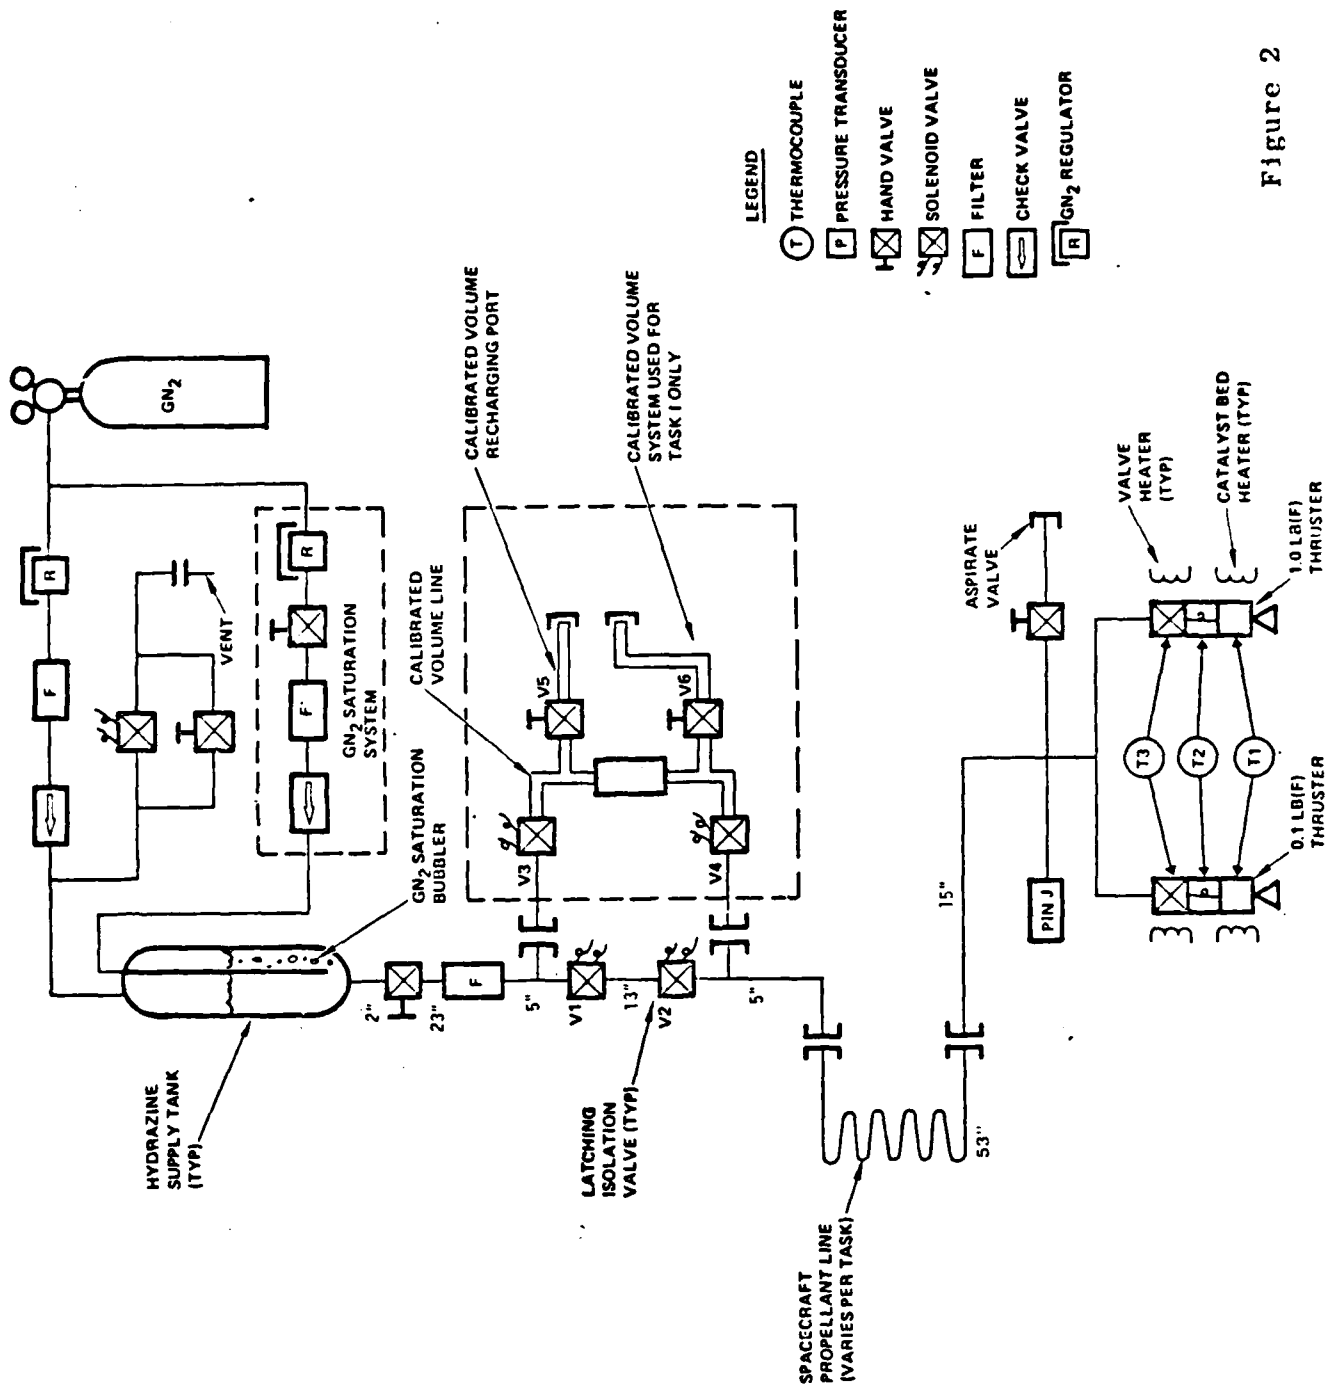 GN2
R
F
VENT
R
F
GN2 SATURATION
SYSTEM
HYDRAZINE
SUPPLY TANK
(TYP)
GN2 SATURATION
BUBBLER
CALIBRATED
VOLUME LINE
CALIBRATED VOLUME
RECHARGING PORT
CALIBRATED VOLUME
SYSTEM USED FOR
TASK I ONLY
V5
V6
V3
V4
2"
23"
F
5"
V1
13"
V2
5"
LATCHING
ISOLATION
VALVE (TYP)
SPACECRAFT
PROPELLANT LINE
(VARIES PER TASK)
53"
15"
PIN J
ASPIRATE
VALVE
T3
T2
T1
P
P
VALVE
HEATER
(TYP)
CATALYST BED
HEATER (TYP)
0.1 LB(F)
THRUSTER
1.0 LB(F)
THRUSTER
LEGEND
T THERMOCOUPLE
P PRESSURE TRANSDUCER
HAND VALVE
SOLENOID VALVE
F FILTER
CHECK VALVE
R GN2 REGULATOR
Figure 2